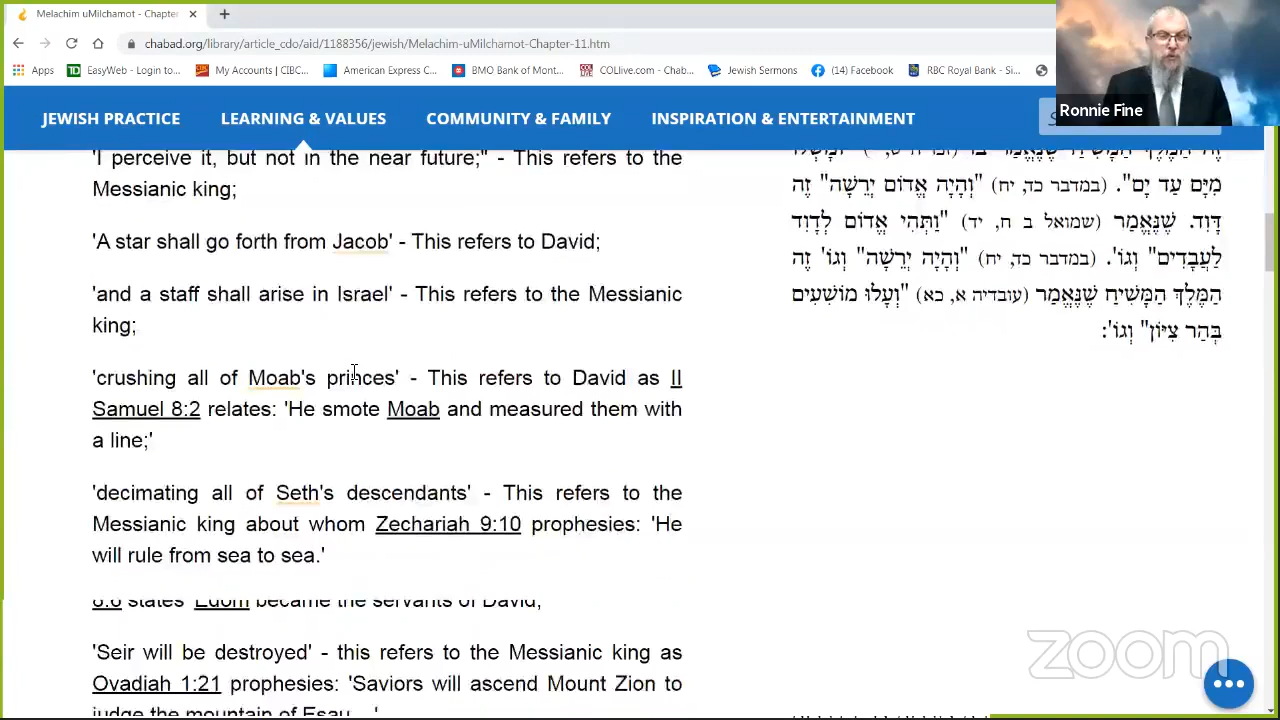 Melachim uMilchamot - Chapter
chabad.org/library/article_cdo/aid/1188356/jewish/Melachim-uMilchamot-Chapter-11.htm
Apps EasyWeb - Login to... My Accounts | CIBC... American Express C... BMO Bank of Mont... COLlive.com - Chab... Jewish Sermons (14) Facebook RBC Royal Bank - Si...
Ronnie Fine
JEWISH PRACTICE LEARNING & VALUES COMMUNITY & FAMILY INSPIRATION & ENTERTAINMENT
'I perceive it, but not in the near future;" - This refers to the
Messianic king;
'A star shall go forth from Jacob' - This refers to David;
'and a staff shall arise in Israel' - This refers to the Messianic
king;
'crushing all of Moab's princes' - This refers to David as II
Samuel 8:2 relates: 'He smote Moab and measured them with
a line;'
'decimating all of Seth's descendants' - This refers to the
Messianic king about whom Zechariah 9:10 prophesies: 'He
will rule from sea to sea.'
8:6 states 'Edom became the servants of David;'
'Seir will be destroyed' - this refers to the Messianic king as
Ovadiah 1:21 prophesies: 'Saviors will ascend Mount Zion to
judge the mountain of Esau....'
מִיָּם עַד יָם". (במדבר כד, יח) "וְהָיָה אֱדוֹם יְרֵשָׁה" זֶה
דָּוִד. שֶׁנֶּאֱמַר (שמואל ב ח, יד) "וַתְּהִי אֱדוֹם לְדָוִד
לַעֲבָדִים" וְגוֹ'. (במדבר כד, יח) "וְהָיָה יְרֵשָׁה" וְגוֹ' זֶה
הַמֶּלֶךְ הַמָּשִׁיחַ שֶׁנֶּאֱמַר (עובדיה א, כא) "וְעָלוּ מוֹשִׁעִים
בְּהַר צִיּוֹן" וְגוֹ':
zoom